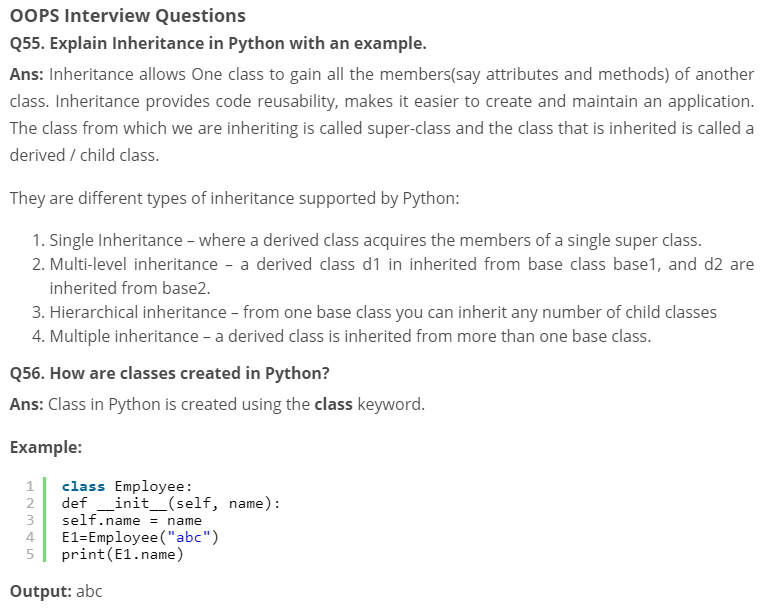 OOPS Interview Questions
Q55. Explain Inheritance in Python with an example.
Ans: Inheritance allows One class to gain all the members(say attributes and methods) of another
class. Inheritance provides code reusability, makes it easier to create and maintain an application.
The class from which we are inheriting is called super-class and the class that is inherited is called a
derived / child class.
They are different types of inheritance supported by Python:
1. Single Inheritance – where a derived class acquires the members of a single super class.
2. Multi-level inheritance – a derived class d1 in inherited from base class base1, and d2 are
inherited from base2.
3. Hierarchical inheritance – from one base class you can inherit any number of child classes
4. Multiple inheritance – a derived class is inherited from more than one base class.
Q56. How are classes created in Python?
Ans: Class in Python is created using the class keyword.
Example:
1 class Employee:
2 def __init__(self, name):
3 self.name = name
4 E1=Employee("abc")
5 print(E1.name)
Output: abc